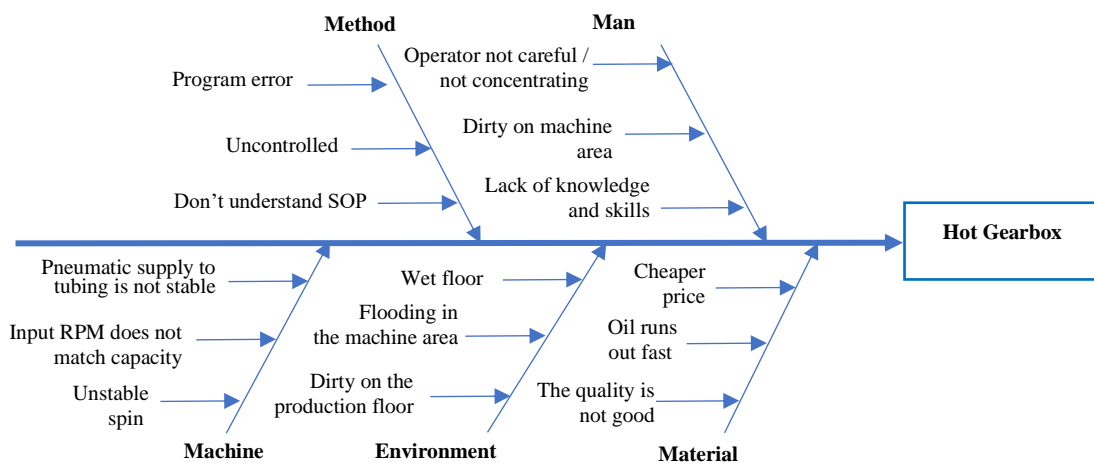 Method
Man
Operator not careful /
not concentrating
Program error
Dirty on machine
area
Uncontrolled
Lack of knowledge
and skills
Don’t understand SOP
Hot Gearbox
Pneumatic supply to
tubing is not stable
Wet floor
Cheaper
price
Input RPM does not
match capacity
Flooding in
the machine area
Oil runs
out fast
Unstable
spin
Dirty on the
production floor
The quality is
not good
Machine
Environment
Material